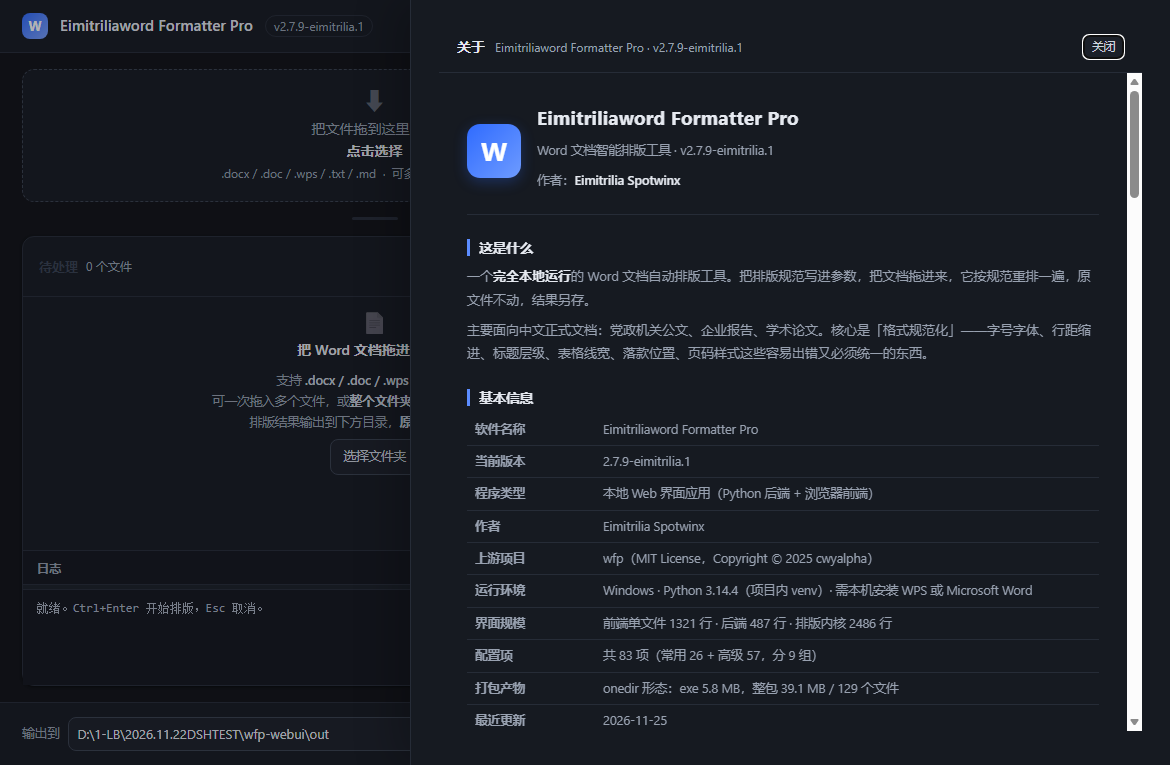 W Eimitriliaword Formatter Pro v2.7.9-eimitrilia.1
把文件拖到这里
点击选择
.docx / .doc / .wps / .txt / .md · 可多
待处理 0 个文件
把 Word 文档拖进
支持 .docx / .doc / .wps
可一次拖入多个文件，或整个文件夹
排版结果输出到下方目录，原
选择文件夹
日志
就绪。Ctrl+Enter 开始排版，Esc 取消。
输出到 D:\1-LB\2026.11.22DSHTEST\wfp-webui\out
关于 Eimitriliaword Formatter Pro · v2.7.9-eimitrilia.1 关闭
W
Eimitriliaword Formatter Pro
Word 文档智能排版工具 · v2.7.9-eimitrilia.1
作者：Eimitrilia Spotwinx
这是什么
一个完全本地运行的 Word 文档自动排版工具。把排版规范写进参数，把文档拖进来，它按规范重排一遍，原
文件不动，结果另存。
主要面向中文正式文档：党政机关公文、企业报告、学术论文。核心是「格式规范化」——字号字体、行距缩
进、标题层级、表格线宽、落款位置、页码样式这些容易出错又必须统一的东西。
基本信息
软件名称 Eimitriliaword Formatter Pro
当前版本 2.7.9-eimitrilia.1
程序类型 本地 Web 界面应用（Python 后端 + 浏览器前端）
作者 Eimitrilia Spotwinx
上游项目 wfp（MIT License，Copyright © 2025 cwyalpha）
运行环境 Windows · Python 3.14.4（项目内 venv）· 需本机安装 WPS 或 Microsoft Word
界面规模 前端单文件 1321 行 · 后端 487 行 · 排版内核 2486 行
配置项 共 83 项（常用 26 + 高级 57，分 9 组）
打包产物 onedir 形态：exe 5.8 MB，整包 39.1 MB / 129 个文件
最近更新 2026-11-25